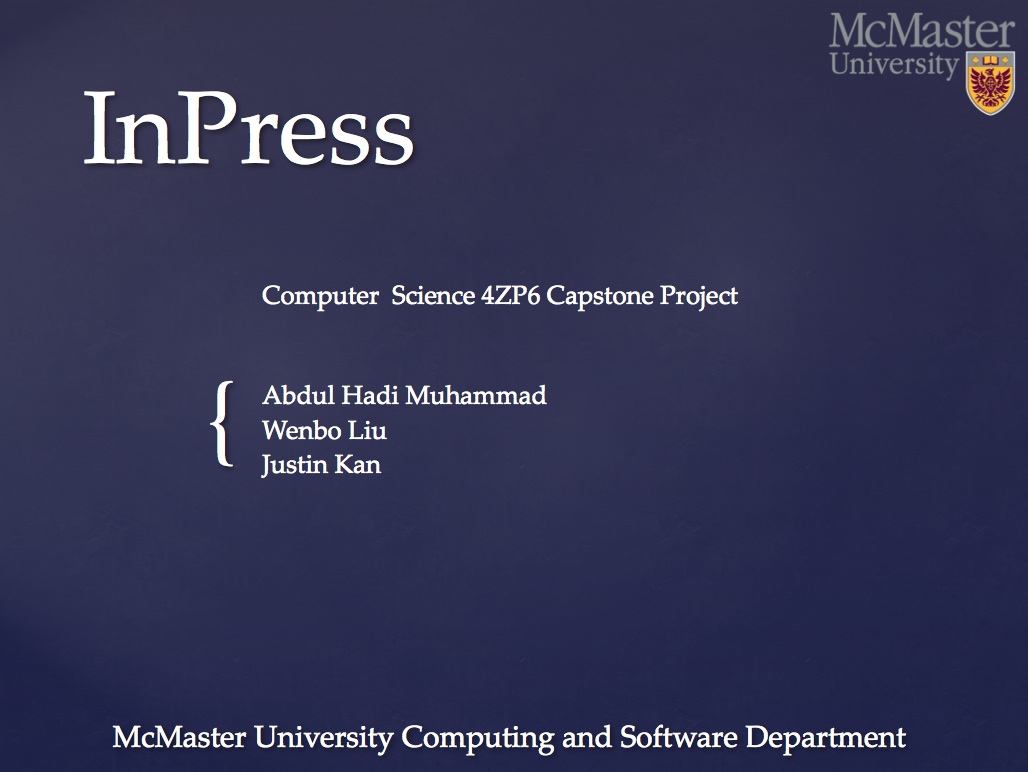 McMaster
University
InPress
Computer  Science 4ZP6 Capstone Project
{
Abdul Hadi Muhammad
Wenbo Liu
Justin Kan
McMaster University Computing and Software Department